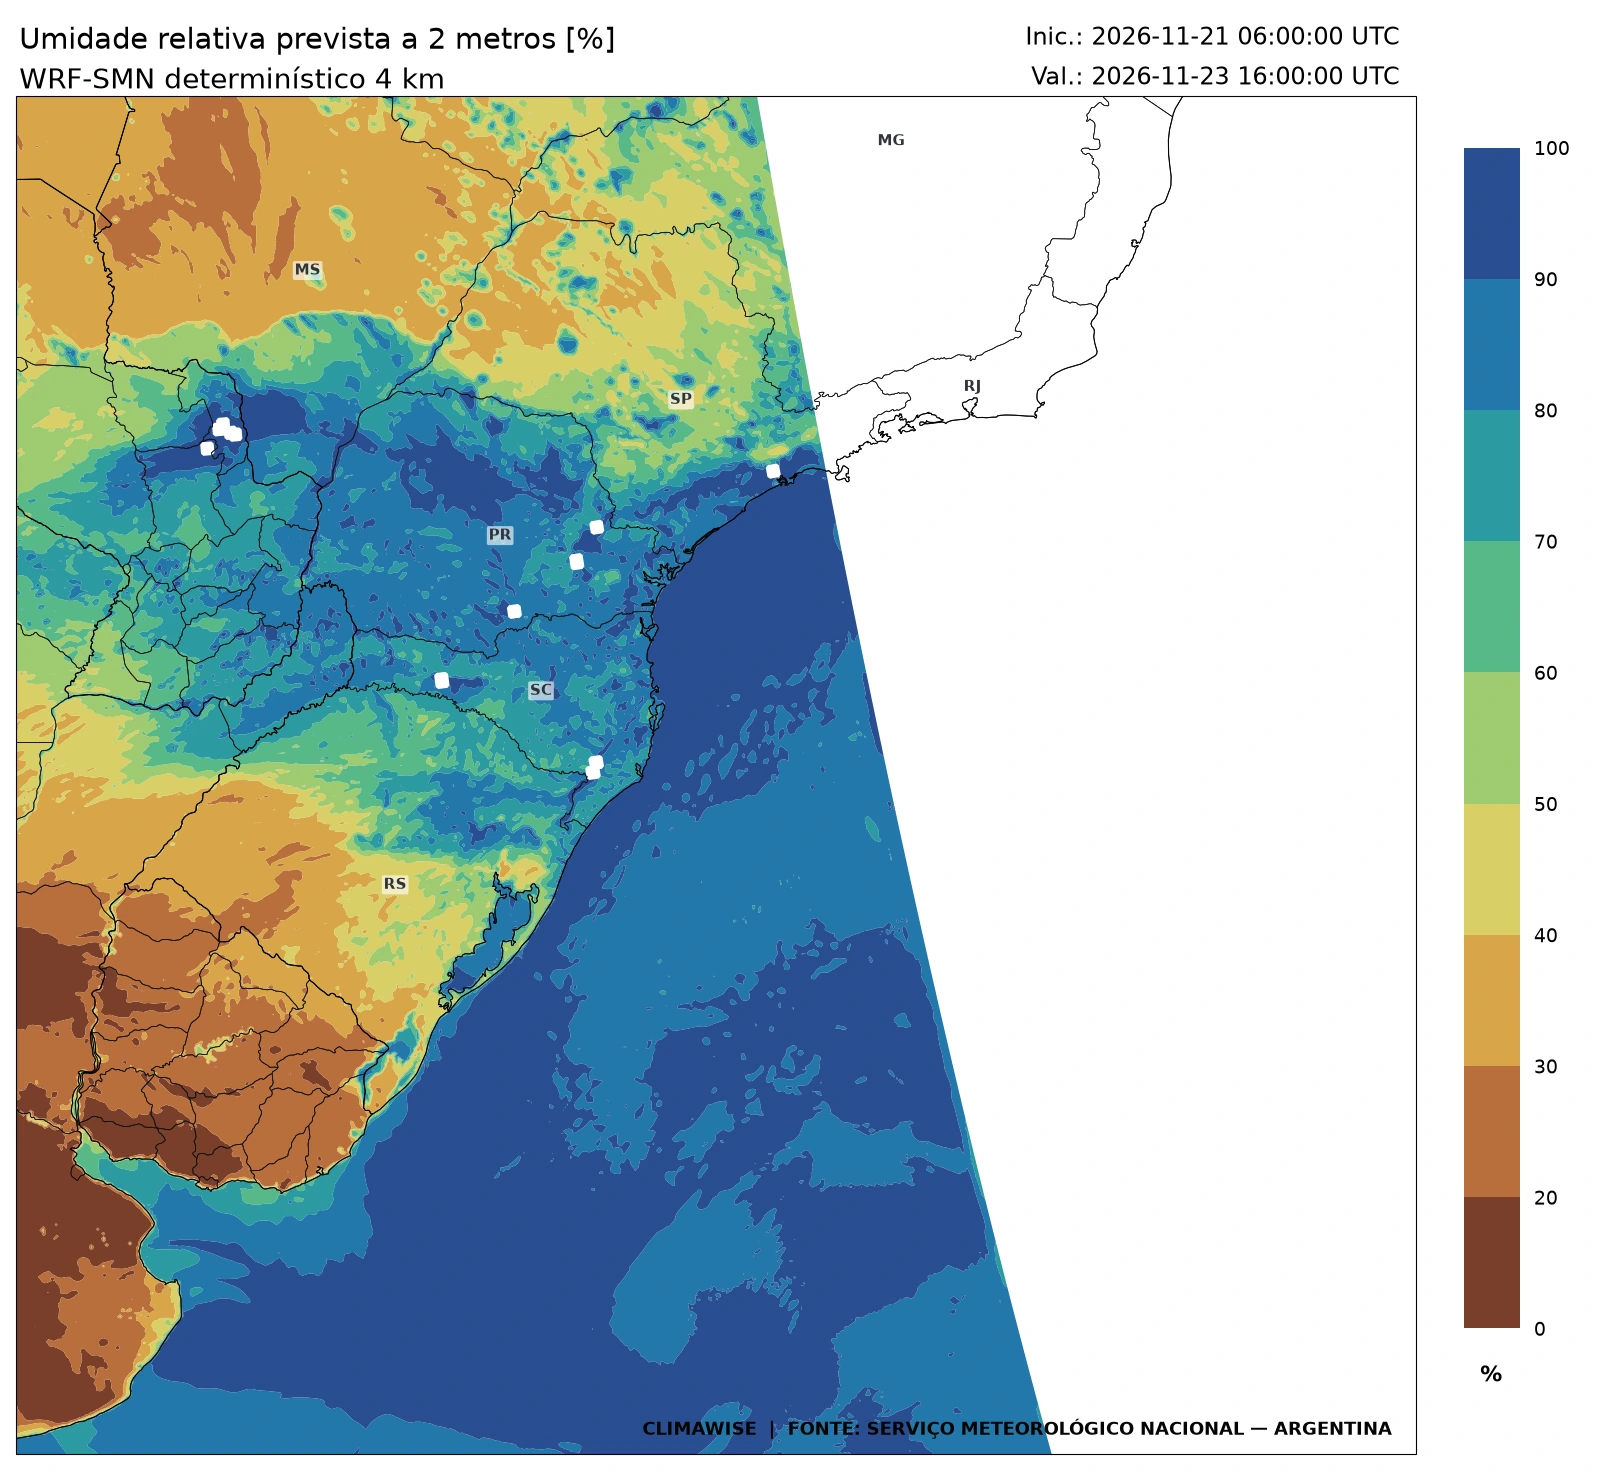 Umidade relativa prevista a 2 metros [%]
WRF-SMN determinístico 4 km
Inic.: 2026-11-21 06:00:00 UTC
Val.: 2026-11-23 16:00:00 UTC
MG
MS
RJ
SP
PR
SC
RS
100
90
80
70
60
50
40
30
20
0
%
CLIMAWISE | FONTE: SERVIÇO METEOROLÓGICO NACIONAL — ARGENTINA